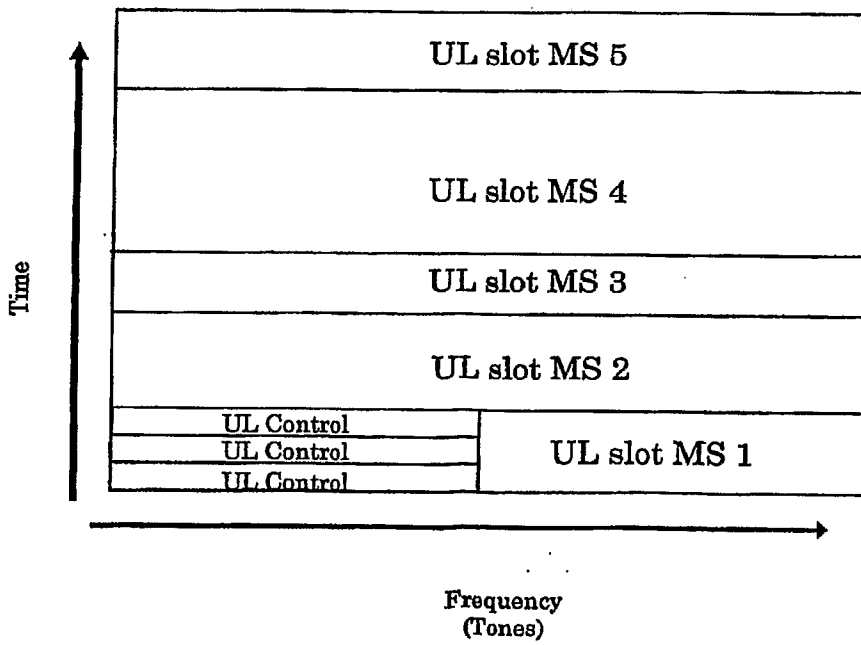 UL slot MS 5
UL slot MS 4
Time
UL slot MS 3
UL slot MS 2
UL Control
UL Control
UL slot MS 1
UL Control
Frequency
(Tones)